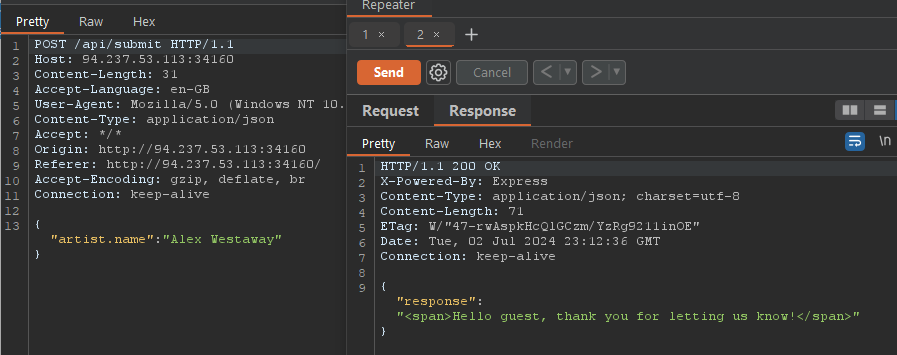 Pretty Raw Hex
1 POST /api/submit HTTP/1.1
2 Host: 94.237.53.113:34160
3 Content-Length: 31
4 Accept-Language: en-GB
5 User-Agent: Mozilla/5.0 (Windows NT 10.
6 Content-Type: application/json
7 Accept: */*
8 Origin: http://94.237.53.113:34160
9 Referer: http://94.237.53.113:34160/
10 Accept-Encoding: gzip, deflate, br
11 Connection: keep-alive
12
13 {
"artist.name":"Alex Westaway"
}
Repeater
1 × 2 × +
Send Cancel < >
Request Response
Pretty Raw Hex Render \n
1 HTTP/1.1 200 OK
2 X-Powered-By: Express
3 Content-Type: application/json; charset=utf-8
4 Content-Length: 71
5 ETag: W/"47-rwAspkHcQlGCzm/YzRg9211inOE"
6 Date: Tue, 02 Jul 2024 23:12:36 GMT
7 Connection: keep-alive
8
9 {
"response":
"<span>Hello guest, thank you for letting us know!</span>"
}